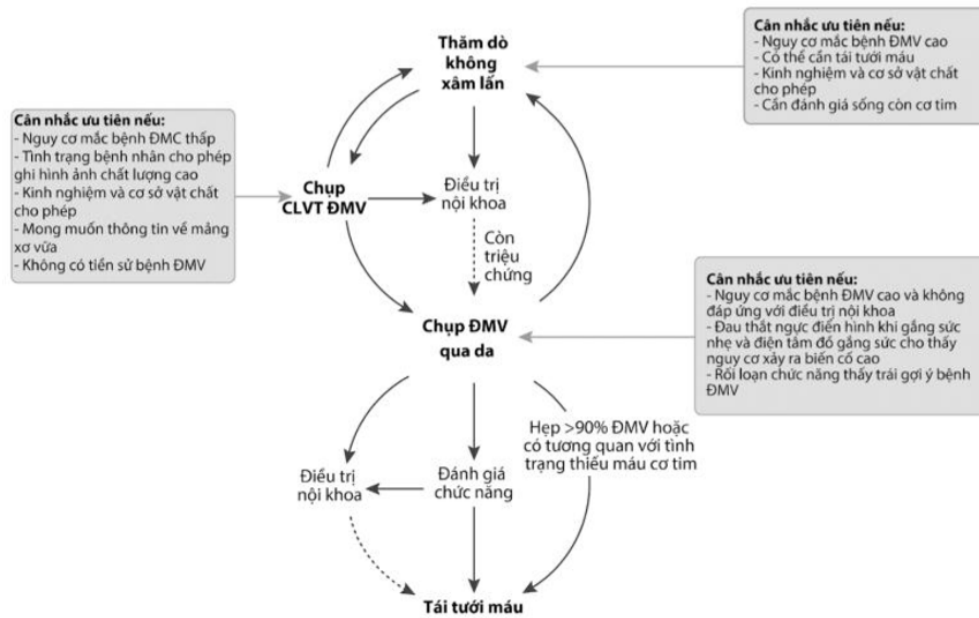 Thăm dò
không
xâm lấn
Cân nhắc ưu tiên nếu:
- Nguy cơ mắc bệnh ĐMV cao
- Có thể cần tái tưới máu
- Kinh nghiệm và cơ sở vật chất
cho phép
- Cần đánh giá sống còn cơ tim
Cân nhắc ưu tiên nếu:
- Nguy cơ mắc bệnh ĐMC thấp
- Tình trạng bệnh nhân cho phép
ghi hình ảnh chất lượng cao
- Kinh nghiệm và cơ sở vật chất
cho phép
- Mong muốn thông tin về mảng
xơ vữa
- Không có tiền sử bệnh ĐMV
Chụp
CLVT ĐMV
Điều trị
nội khoa
Còn
triệu
chứng
Cân nhắc ưu tiên nếu:
- Nguy cơ mắc bệnh ĐMV cao và không
đáp ứng với điều trị nội khoa
- Đau thắt ngực điển hình khi gắng sức
nhẹ và điện tâm đồ gắng sức cho thấy
nguy cơ xảy ra biến cố cao
- Rối loạn chức năng thấy trái gợi ý bệnh
ĐMV
Chụp ĐMV
qua da
Hẹp >90% ĐMV hoặc
có tương quan với tình
trạng thiếu máu cơ tim
Điều trị
nội khoa
Đánh giá
chức năng
Tái tưới máu